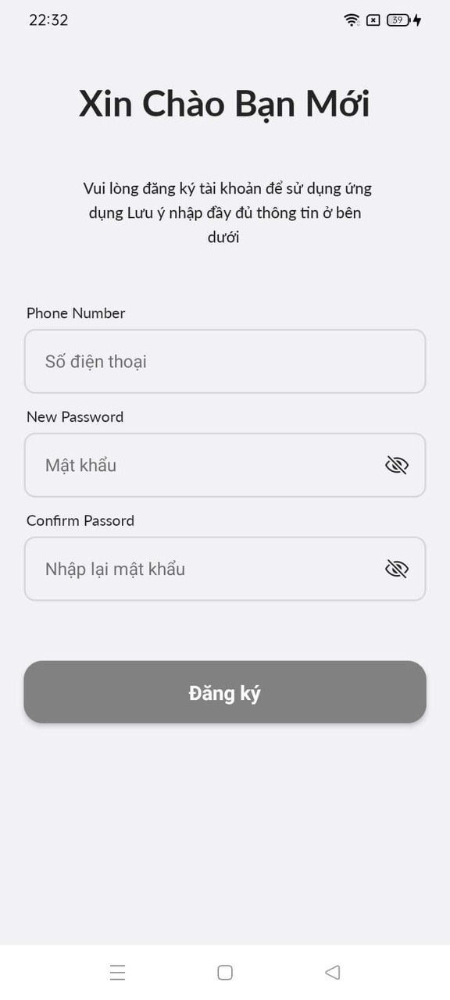 22:32
39
Xin Chào Bạn Mới
Vui lòng đăng ký tài khoản để sử dụng ứng
dụng Lưu ý nhập đầy đủ thông tin ở bên
dưới
Phone Number
Số điện thoại
New Password
Mật khẩu
Confirm Passord
Nhập lại mật khẩu
Đăng ký